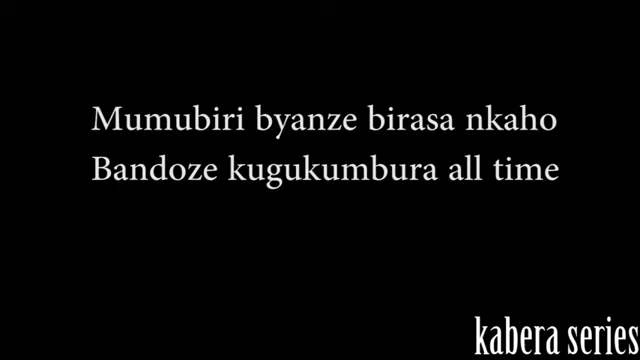 Mumubiri byanze birasa nkaho
Bandoze kugukumbura all time
kabera series